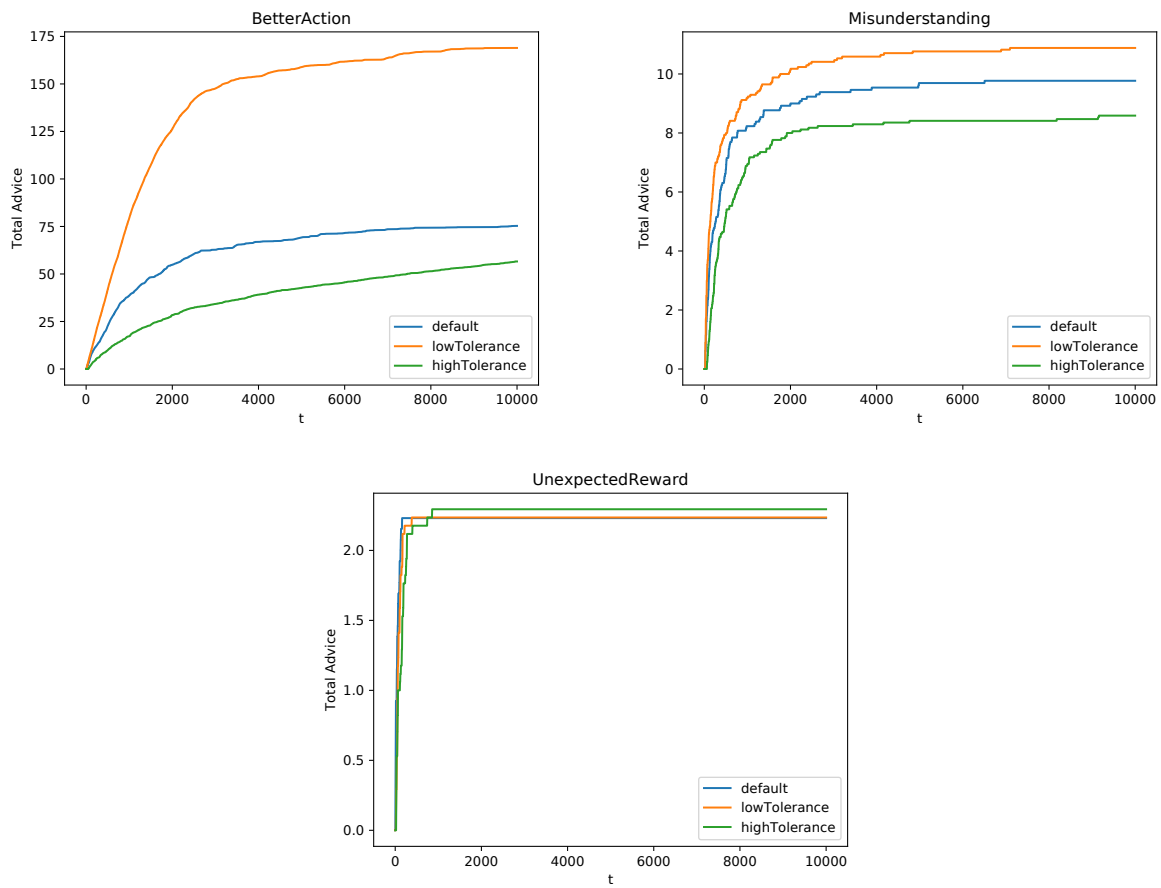 BetterAction
175
150
125
100
75
50
25
0
Total Advice
0 2000 4000 6000 8000 10000
t
default
lowTolerance
highTolerance
Misunderstanding
10
8
6
4
2
0
Total Advice
0 2000 4000 6000 8000 10000
t
default
lowTolerance
highTolerance
UnexpectedReward
2.0
1.5
1.0
0.5
0.0
Total Advice
0 2000 4000 6000 8000 10000
t
default
lowTolerance
highTolerance